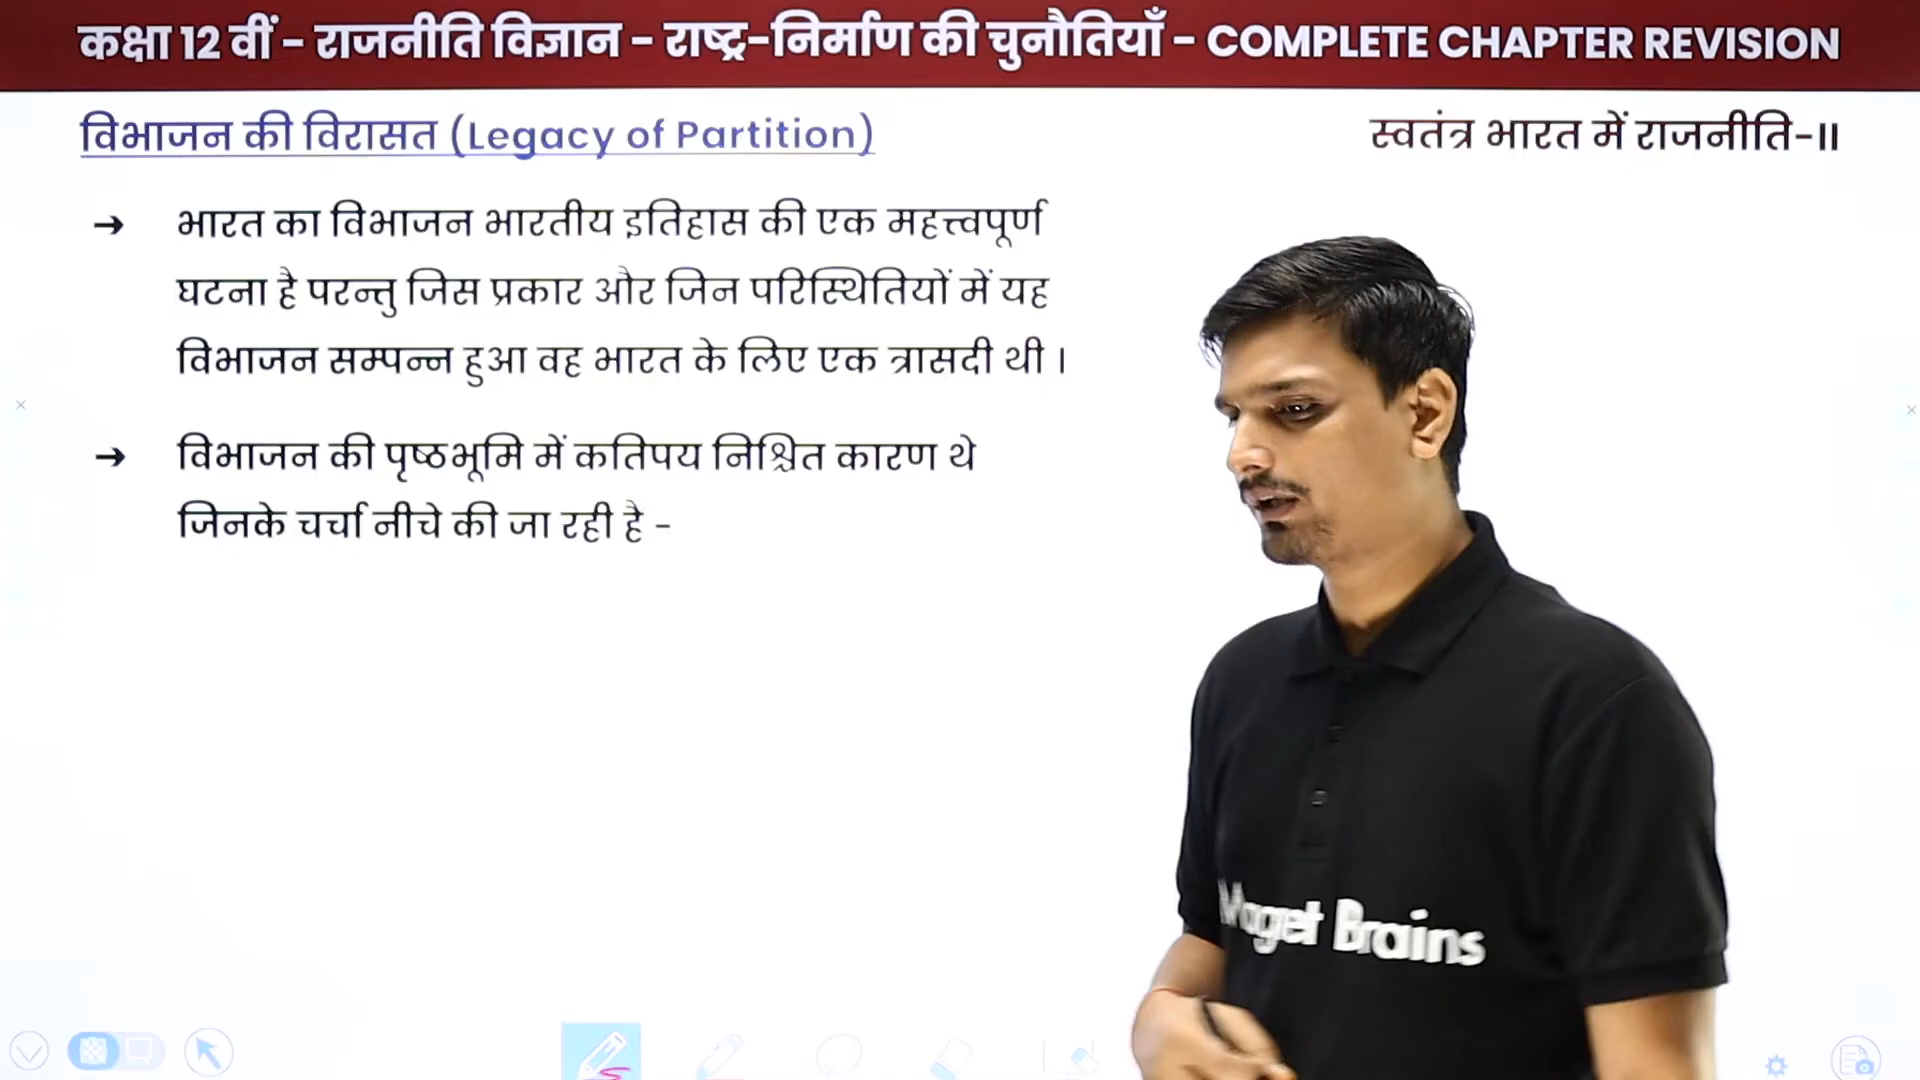 कक्षा 12 वीं - राजनीति विज्ञान - राष्ट्र-निर्माण की चुनौतियाँ - COMPLETE CHAPTER REVISION
विभाजन की विरासत (Legacy of Partition)
स्वतंत्र भारत में राजनीति-II
→ भारत का विभाजन भारतीय इतिहास की एक महत्त्वपूर्ण
घटना है परन्तु जिस प्रकार और जिन परिस्थितियों में यह
विभाजन सम्पन्न हुआ वह भारत के लिए एक त्रासदी थी ।
→ विभाजन की पृष्ठभूमि में कतिपय निश्चित कारण थे
जिनके चर्चा नीचे की जा रही है -
Maget Brains